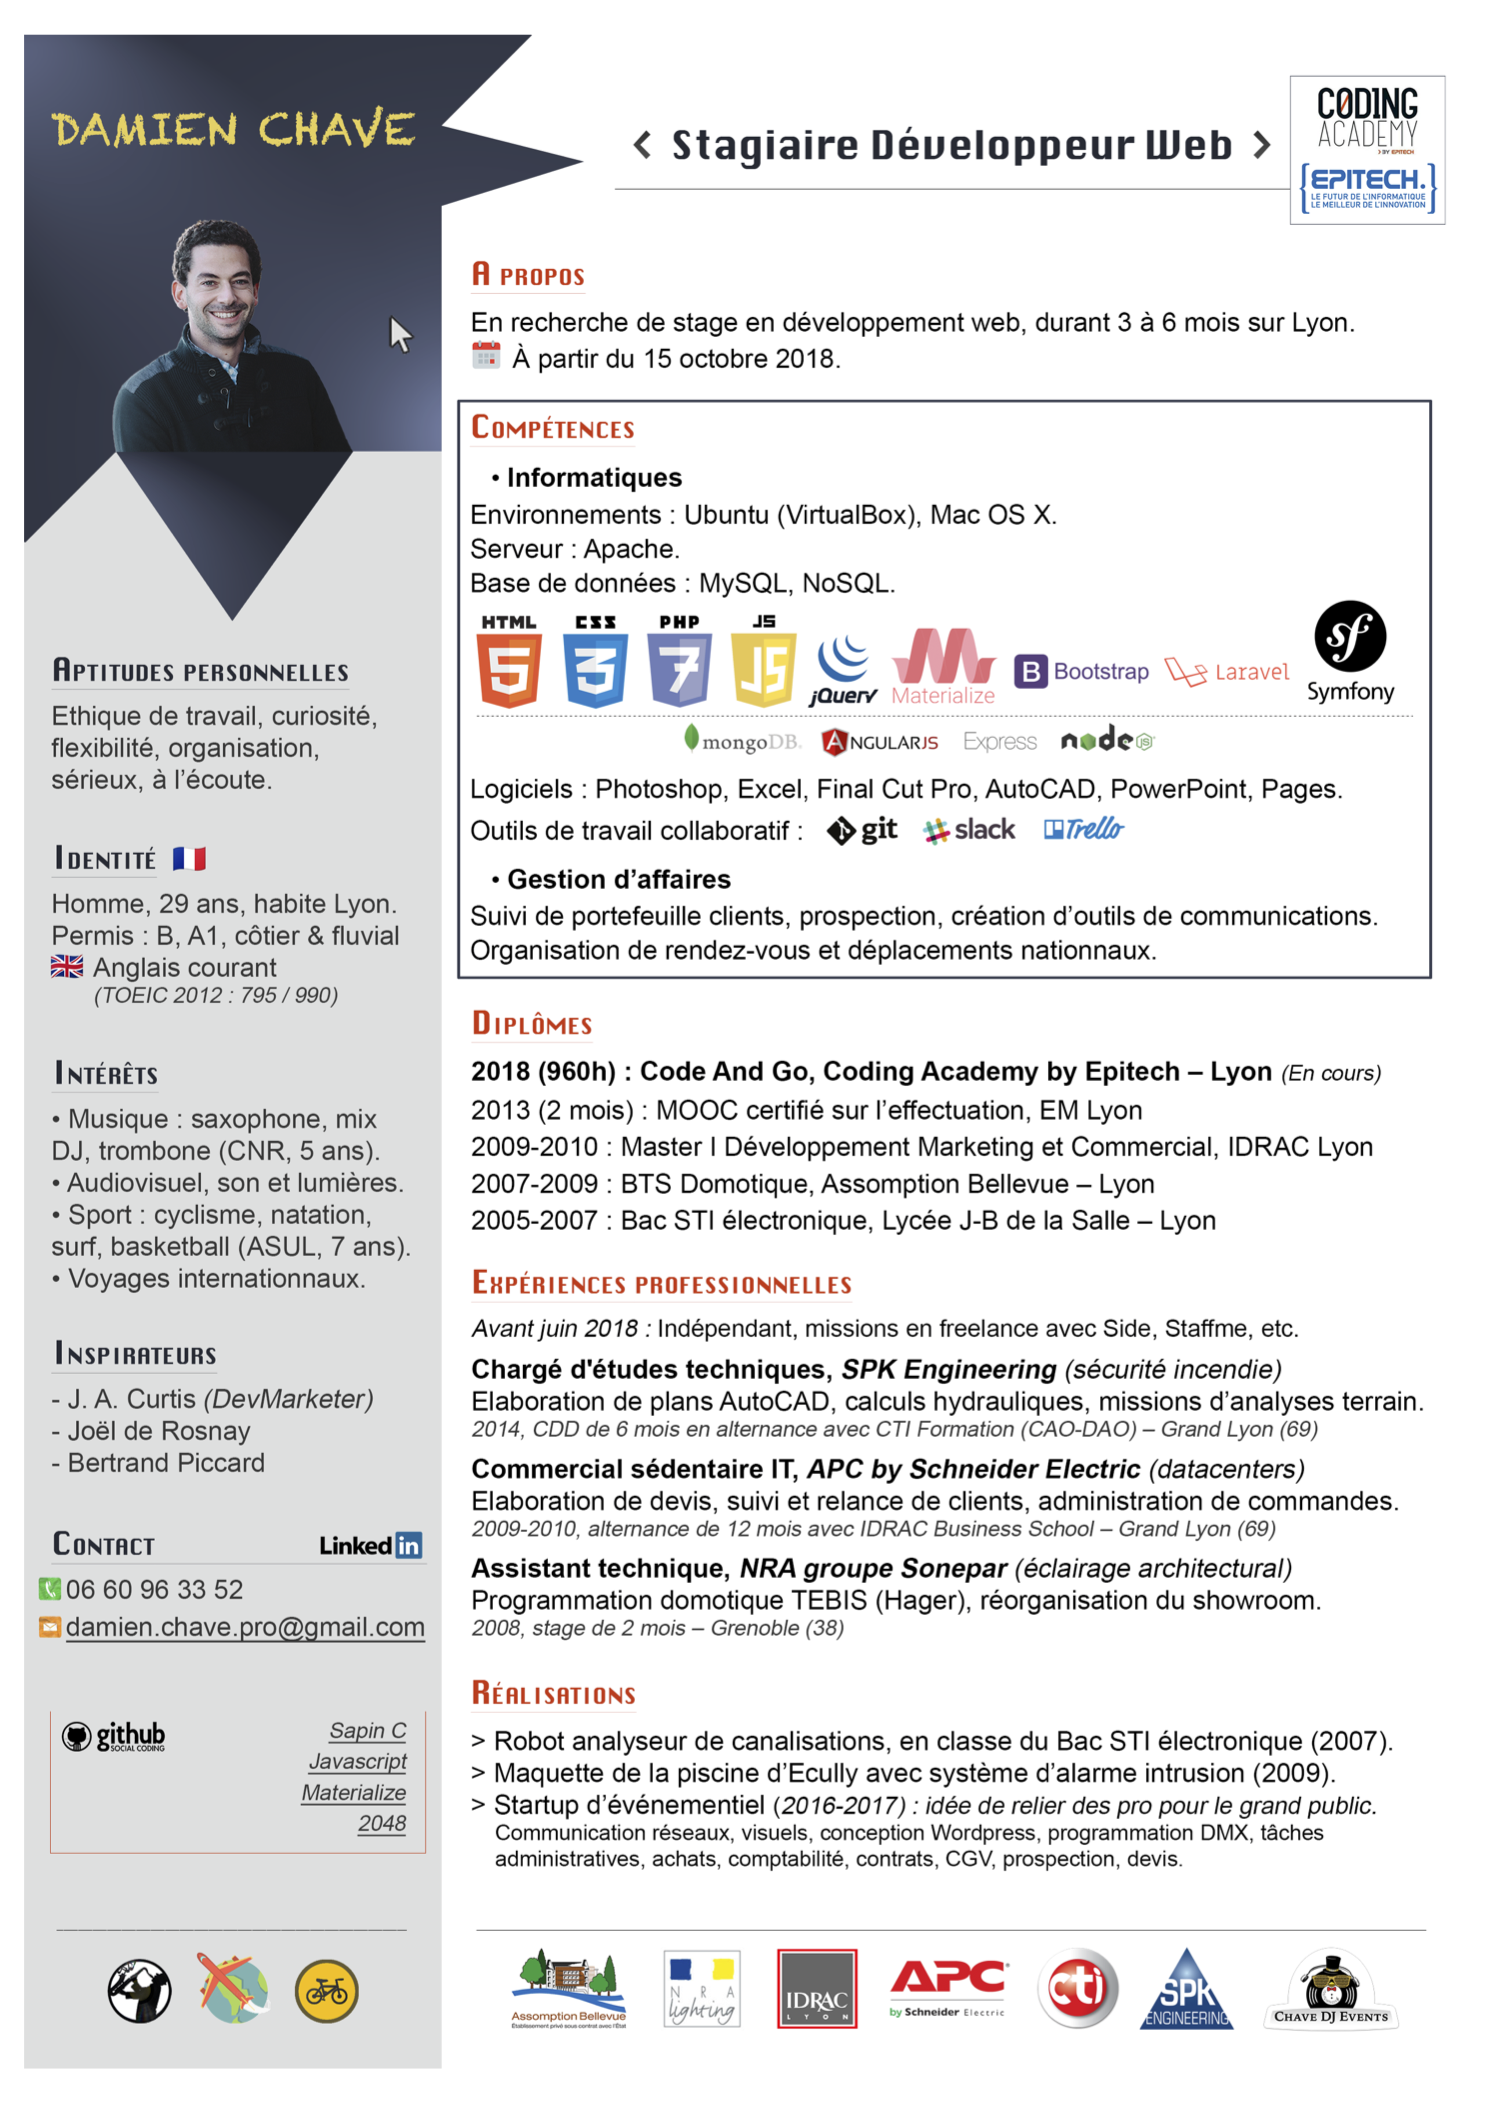 DAMIEN CHAVE
< Stagiaire Développeur Web >
CODING
ACADEMY
> BY EPITECH
{EPITECH.}
LE FUTUR DE L'INFORMATIQUE
LE MEILLEUR DE L'INNOVATION
APTITUDES PERSONNELLES
Ethique de travail, curiosité,
flexibilité, organisation,
sérieux, à l'écoute.
IDENTITÉ
Homme, 29 ans, habite Lyon.
Permis : B, A1, côtier & fluvial
Anglais courant
(TOEIC 2012 : 795 / 990)
INTÉRÊTS
• Musique : saxophone, mix
DJ, trombone (CNR, 5 ans).
• Audiovisuel, son et lumières.
• Sport : cyclisme, natation,
surf, basketball (ASUL, 7 ans).
• Voyages internationnaux.
INSPIRATEURS
- J. A. Curtis (DevMarketer)
- Joël de Rosnay
- Bertrand Piccard
CONTACT
Linked in
06 60 96 33 52
damien.chave.pro@gmail.com
github
SOCIAL CODING
Sapin C
Javascript
Materialize
2048
A PROPOS
En recherche de stage en développement web, durant 3 à 6 mois sur Lyon.
À partir du 15 octobre 2018.
COMPÉTENCES
• Informatiques
Environnements : Ubuntu (VirtualBox), Mac OS X.
Serveur : Apache.
Base de données : MySQL, NoSQL.
HTML 5 CSS 3 PHP 7 JS JS jQuery Materialize B Bootstrap Laravel sf Symfony
mongoDB. ANGULARJS Express node js
Logiciels : Photoshop, Excel, Final Cut Pro, AutoCAD, PowerPoint, Pages.
Outils de travail collaboratif : git slack Trello
• Gestion d'affaires
Suivi de portefeuille clients, prospection, création d'outils de communications.
Organisation de rendez-vous et déplacements nationnaux.
DIPLÔMES
2018 (960h) : Code And Go, Coding Academy by Epitech – Lyon (En cours)
2013 (2 mois) : MOOC certifié sur l'effectuation, EM Lyon
2009-2010 : Master I Développement Marketing et Commercial, IDRAC Lyon
2007-2009 : BTS Domotique, Assomption Bellevue – Lyon
2005-2007 : Bac STI électronique, Lycée J-B de la Salle – Lyon
EXPÉRIENCES PROFESSIONNELLES
Avant juin 2018 : Indépendant, missions en freelance avec Side, Staffme, etc.
Chargé d'études techniques, SPK Engineering (sécurité incendie)
Elaboration de plans AutoCAD, calculs hydrauliques, missions d'analyses terrain.
2014, CDD de 6 mois en alternance avec CTI Formation (CAO-DAO) – Grand Lyon (69)
Commercial sédentaire IT, APC by Schneider Electric (datacenters)
Elaboration de devis, suivi et relance de clients, administration de commandes.
2009-2010, alternance de 12 mois avec IDRAC Business School – Grand Lyon (69)
Assistant technique, NRA groupe Sonepar (éclairage architectural)
Programmation domotique TEBIS (Hager), réorganisation du showroom.
2008, stage de 2 mois – Grenoble (38)
RÉALISATIONS
> Robot analyseur de canalisations, en classe du Bac STI électronique (2007).
> Maquette de la piscine d'Ecully avec système d'alarme intrusion (2009).
> Startup d'événementiel (2016-2017) : idée de relier des pro pour le grand public.
Communication réseaux, visuels, conception Wordpress, programmation DMX, tâches
administratives, achats, comptabilité, contrats, CGV, prospection, devis.
Assomption Bellevue
Etablissement privé sous contrat avec l'État
NRA
lighting
IDRAC
LYON
APC
by Schneider Electric
cti
SPK
ENGINEERING
CHAVE DJ EVENTS